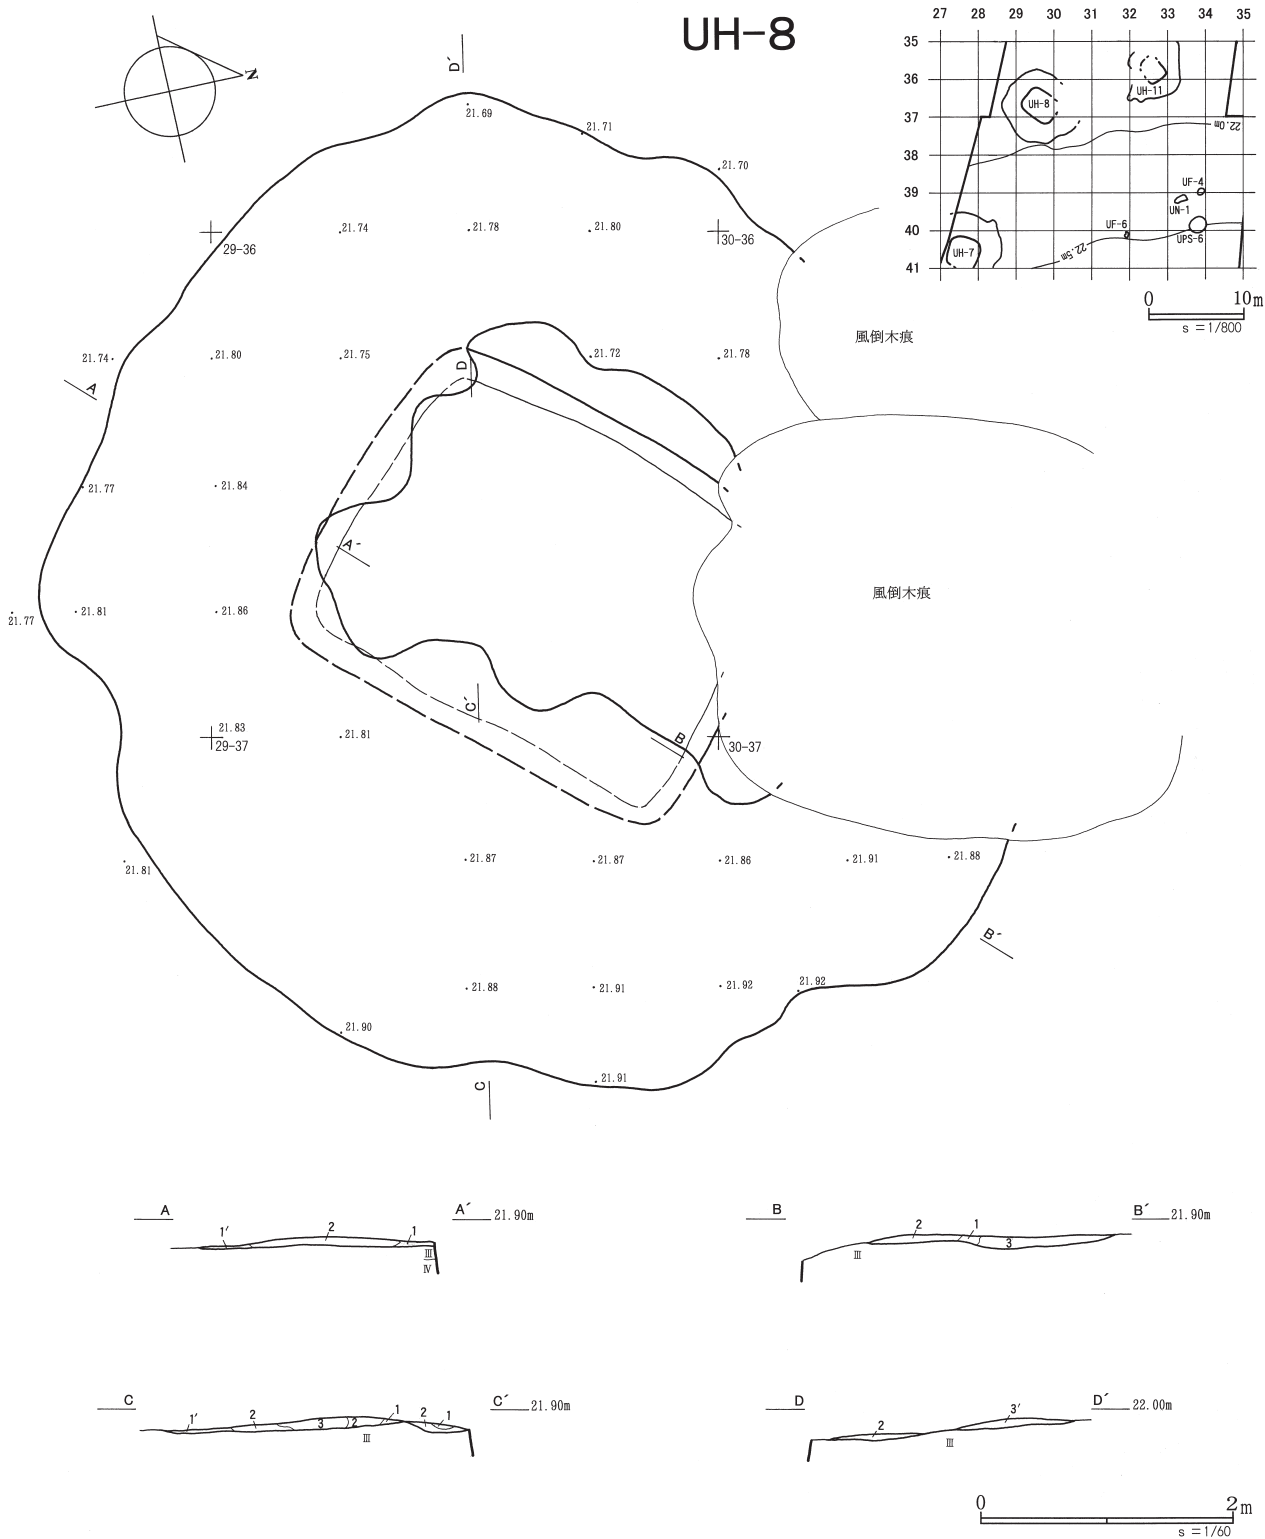 UH-8
N
27 28 29 30 31 32 33 34 35
35
36
37
38
39
40
41
UH-8
UH-11
22.0m
UF-4
UN-1
UF-6
UPS-6
22.5m
UH-7
0 10m
s = 1/800
D´
21.69
21.71
21.70
29-36
21.74
21.78
21.80
30-36
風倒木痕
21.74
21.80
21.75
D
21.72
21.78
A
21.77
21.84
A´
風倒木痕
21.77
21.81
21.86
C´
21.83
29-37
21.81
B
30-37
21.81
21.87
21.87
21.86
21.91
21.88
B´
21.88
21.91
21.92
21.92
21.90
21.91
C
A A´ 21.90m
1′ 2 1
Ⅲ
Ⅳ
B B´ 21.90m
2 1
3
Ⅲ
C C´ 21.90m
1′ 2 3 2 1 2 1
Ⅲ
D D´ 22.00m
2 3′
Ⅲ
0 2m
s = 1/60